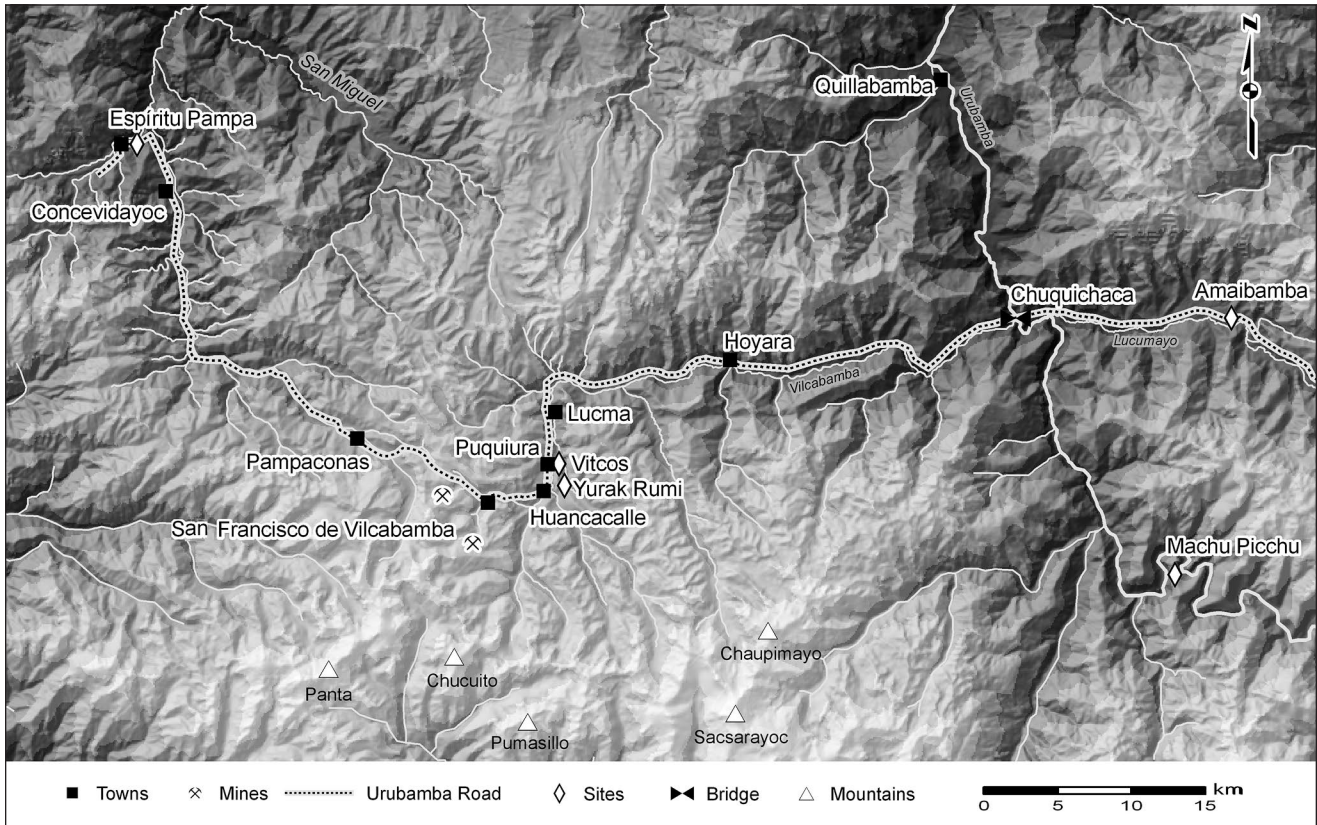 N
San Miguel
Quillabamba
Urubamba
Espíritu Pampa
Concevidayoc
Chuquichaca
Amaibamba
Lucumayo
Hoyara
Vilcabamba
Lucma
Puquiura
Vitcos
Pampaconas
Yurak Rumi
Huancacalle
San Francisco de Vilcabamba
Machu Picchu
Chaupimayo
Chucuito
Panta
Pumasillo
Sacsarayoc
Towns Mines Urubamba Road Sites Bridge Mountains km
0 5 10 15